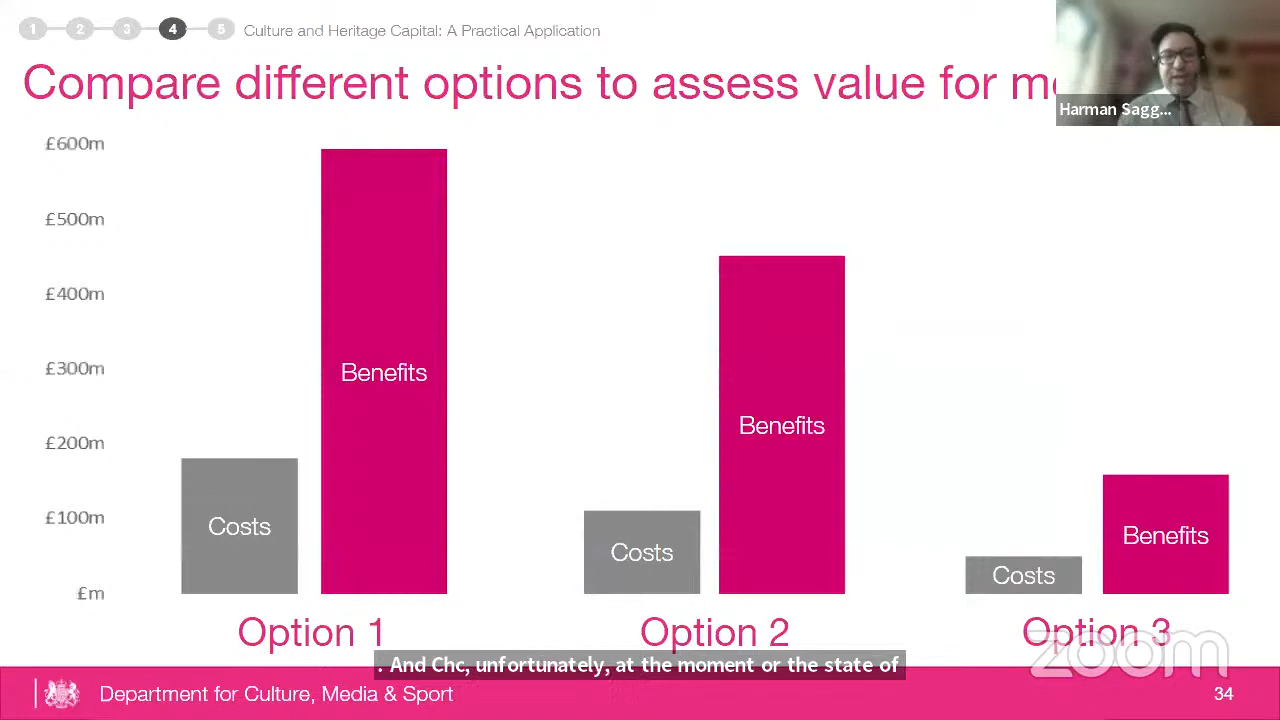 1 2 3 4 5 Culture and Heritage Capital: A Practical Application
Compare different options to assess value for
Harman Sagg...
£600m
£500m
£400m
£300m
£200m
£100m
£m
Costs
Benefits
Costs
Benefits
Costs
Benefits
Option 1
Option 2
Option 3
. And Chc, unfortunately, at the moment or the state of
zoom
Department for Culture, Media & Sport
34